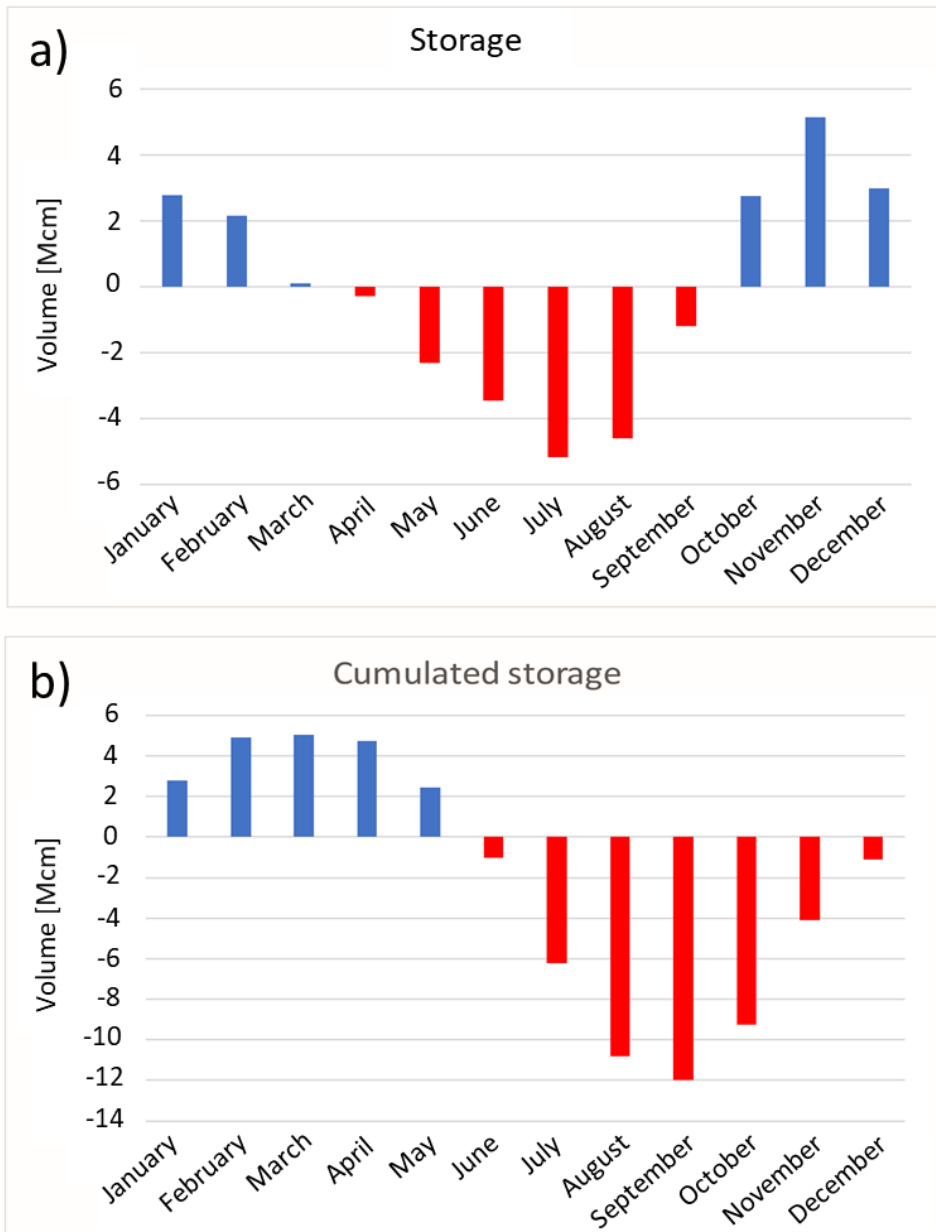 a)
Storage
Volume [Mcm]
6
4
2
0
-2
-4
-6
January
February
March
April
May
June
July
August
September
October
November
December
b)
Cumulated storage
Volume [Mcm]
6
4
2
0
-2
-4
-6
-8
-10
-12
-14
January
February
March
April
May
June
July
August
September
October
November
December